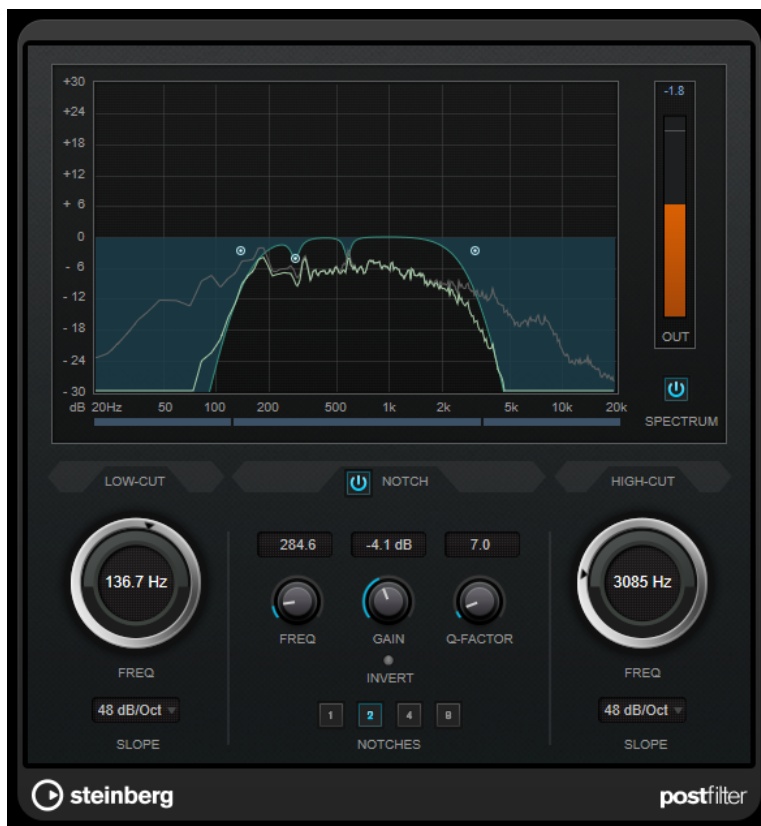 +30
-1.8
+24
+18
+12
+ 6
0
- 6
- 12
- 18
- 24
- 30
OUT
dB 20Hz 50 100 200 500 1k 2k 5k 10k 20k
SPECTRUM
LOW-CUT NOTCH HIGH-CUT
284.6 -4.1 dB 7.0
136.7 Hz 3085 Hz
FREQ GAIN Q-FACTOR
FREQ INVERT FREQ
48 dB/Oct 1 2 4 8 48 dB/Oct
SLOPE NOTCHES SLOPE
steinberg postfilter